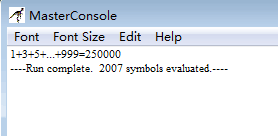 MasterConsole
Font Font Size Edit Help
1+3+5+...+999=250000
----Run complete. 2007 symbols evaluated.----